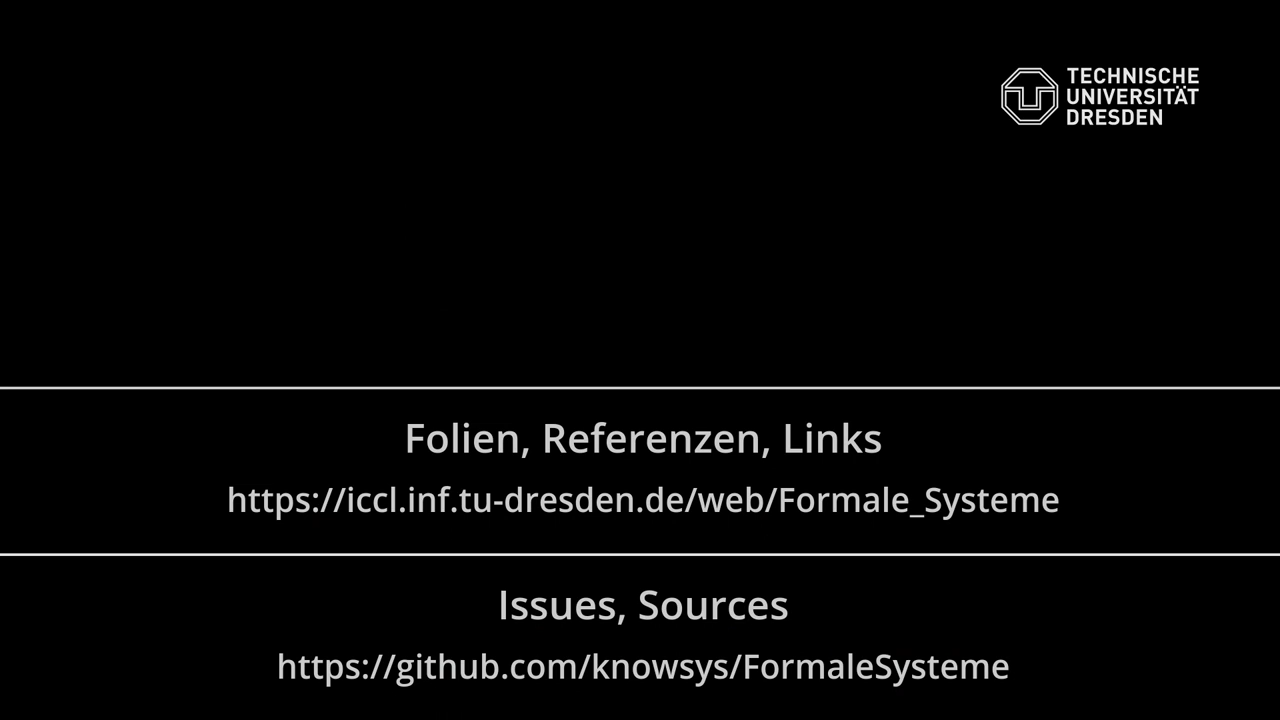 TECHNISCHE
UNIVERSITÄT
DRESDEN
Folien, Referenzen, Links
https://iccl.inf.tu-dresden.de/web/Formale_Systeme
Issues, Sources
https://github.com/knowsys/FormaleSysteme